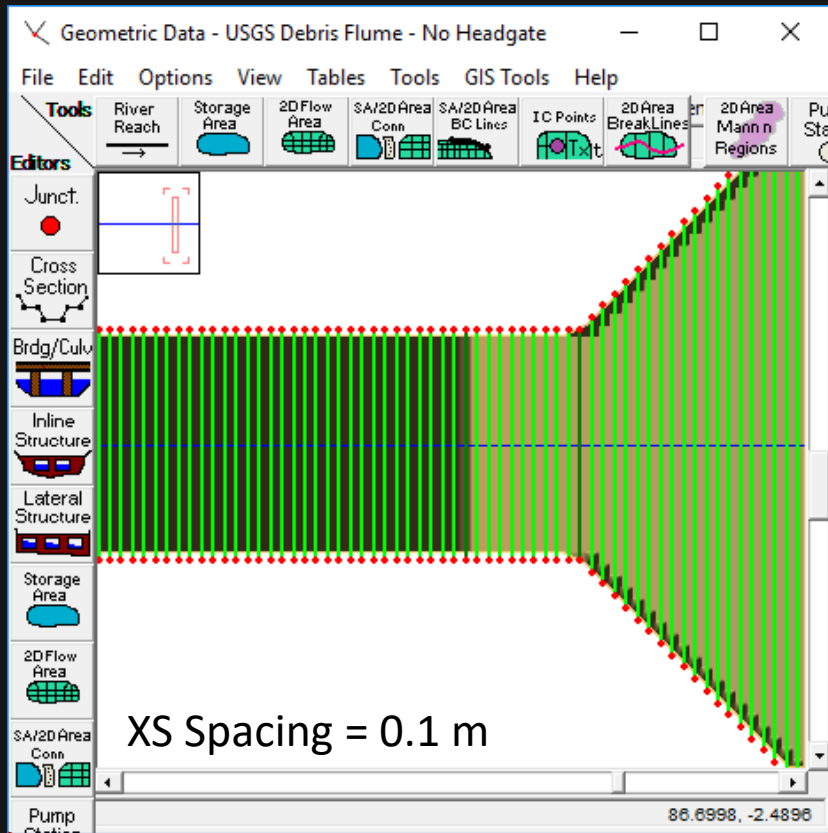 Geometric Data - USGS Debris Flume - No Headgate
File Edit Options View Tables Tools GIS Tools Help
Tools
Editors
River
Reach
Storage
Area
2D Flow
Area
SA/2D Area
Conn
SA/2D Area
BC Lines
IC Points
2D Area
BreakLines
2D Area
Mann n
Regions
Junct.
Cross
Section
Brdg/Culv
Inline
Structure
Lateral
Structure
Storage
Area
2D Flow
Area
SA/2D Area
Conn
Pump
XS Spacing = 0.1 m
86.6998, -2.4896